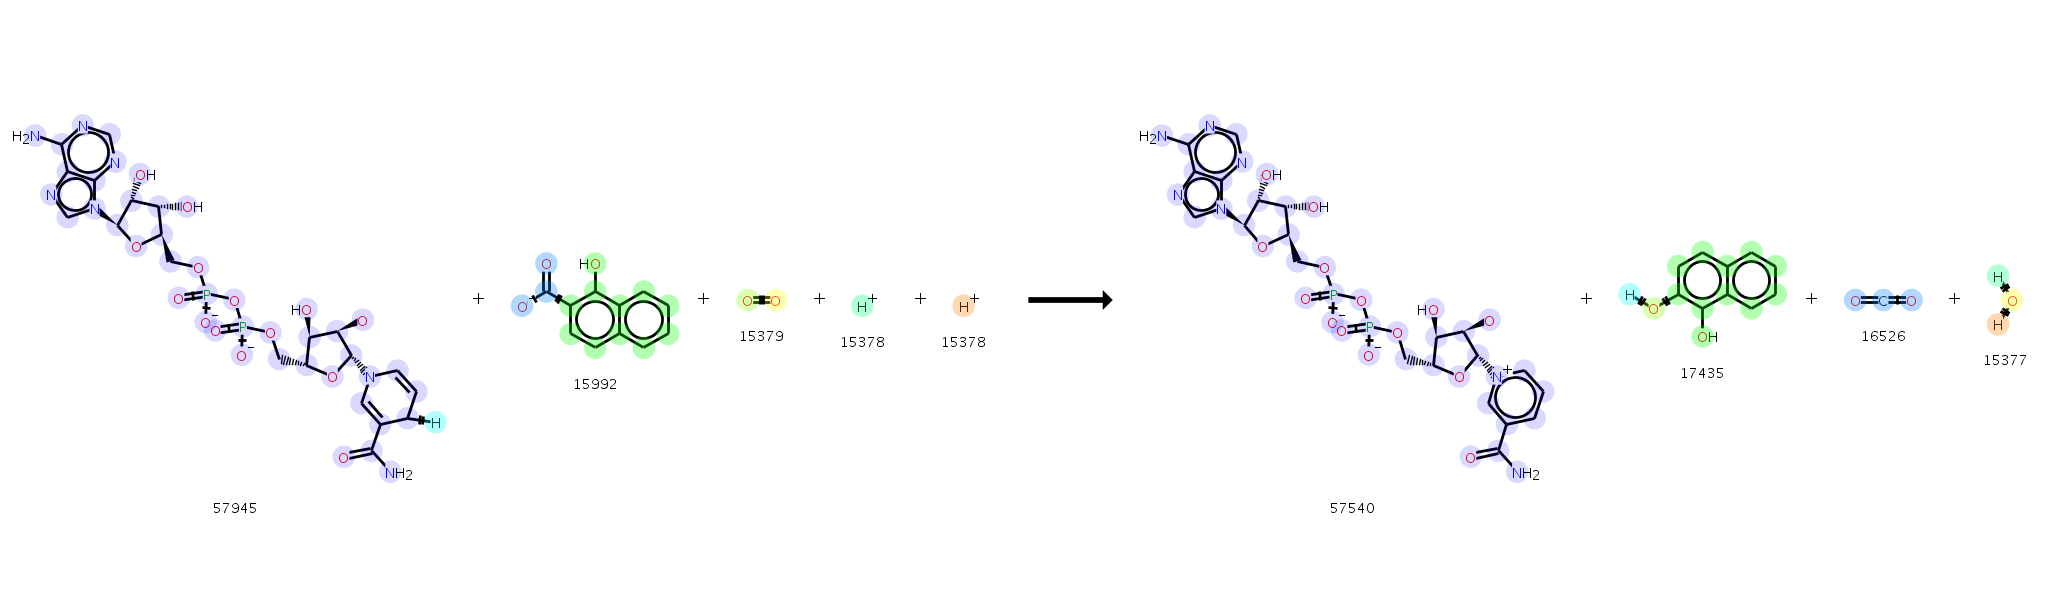 N
H2N
N
N
N
OH
OH
O
O
O
P
O
O−
O
P
O
O−
HO
O
O
N
H
O
NH2
57945
+
O
HO
O−
15992
+
O
O
15379
+
H+
15378
+
H+
15378
N
H2N
N
N
N
OH
OH
O
O
O
P
O
O−
O
P
O
O−
HO
O
O
N+
O
NH2
57540
+
H
O
OH
17435
+
O
C
O
16526
+
H
O
H
15377